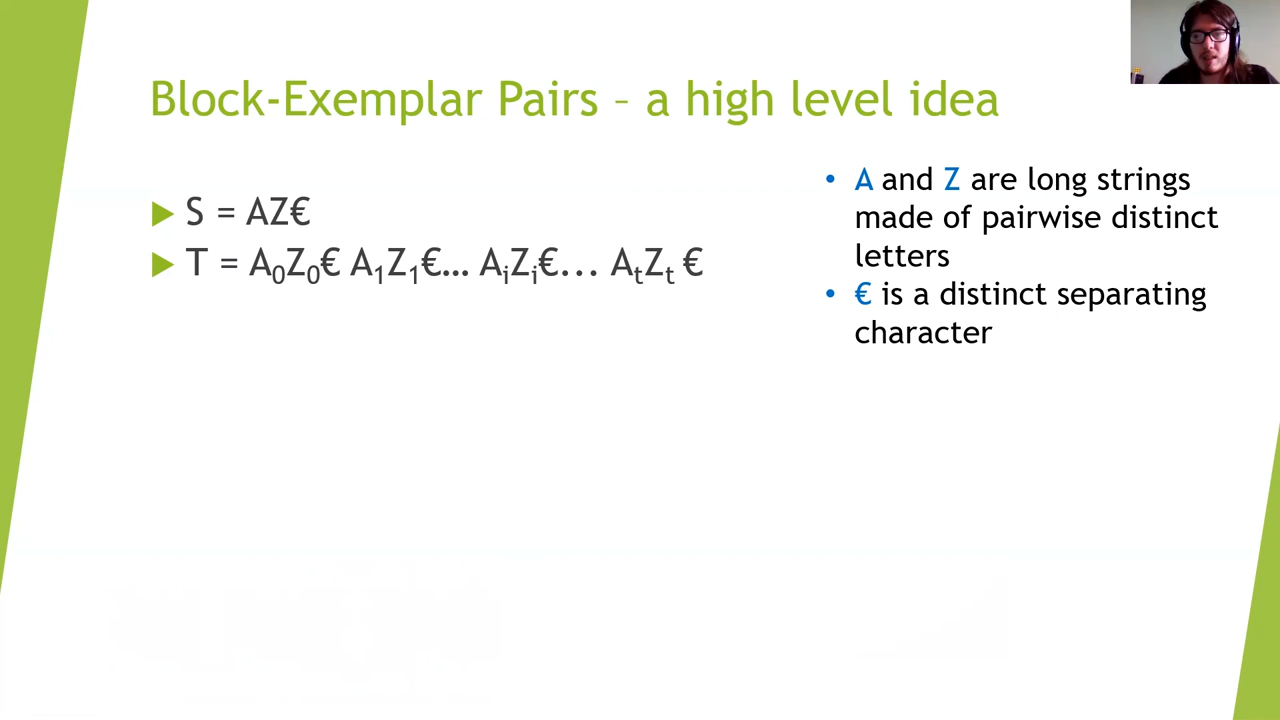 Block-Exemplar Pairs – a high level idea
S = AZ€
T = A₀Z₀€ A₁Z₁€… AᵢZᵢ€... AₜZₜ €
• A and Z are long strings
made of pairwise distinct
letters
• € is a distinct separating
character